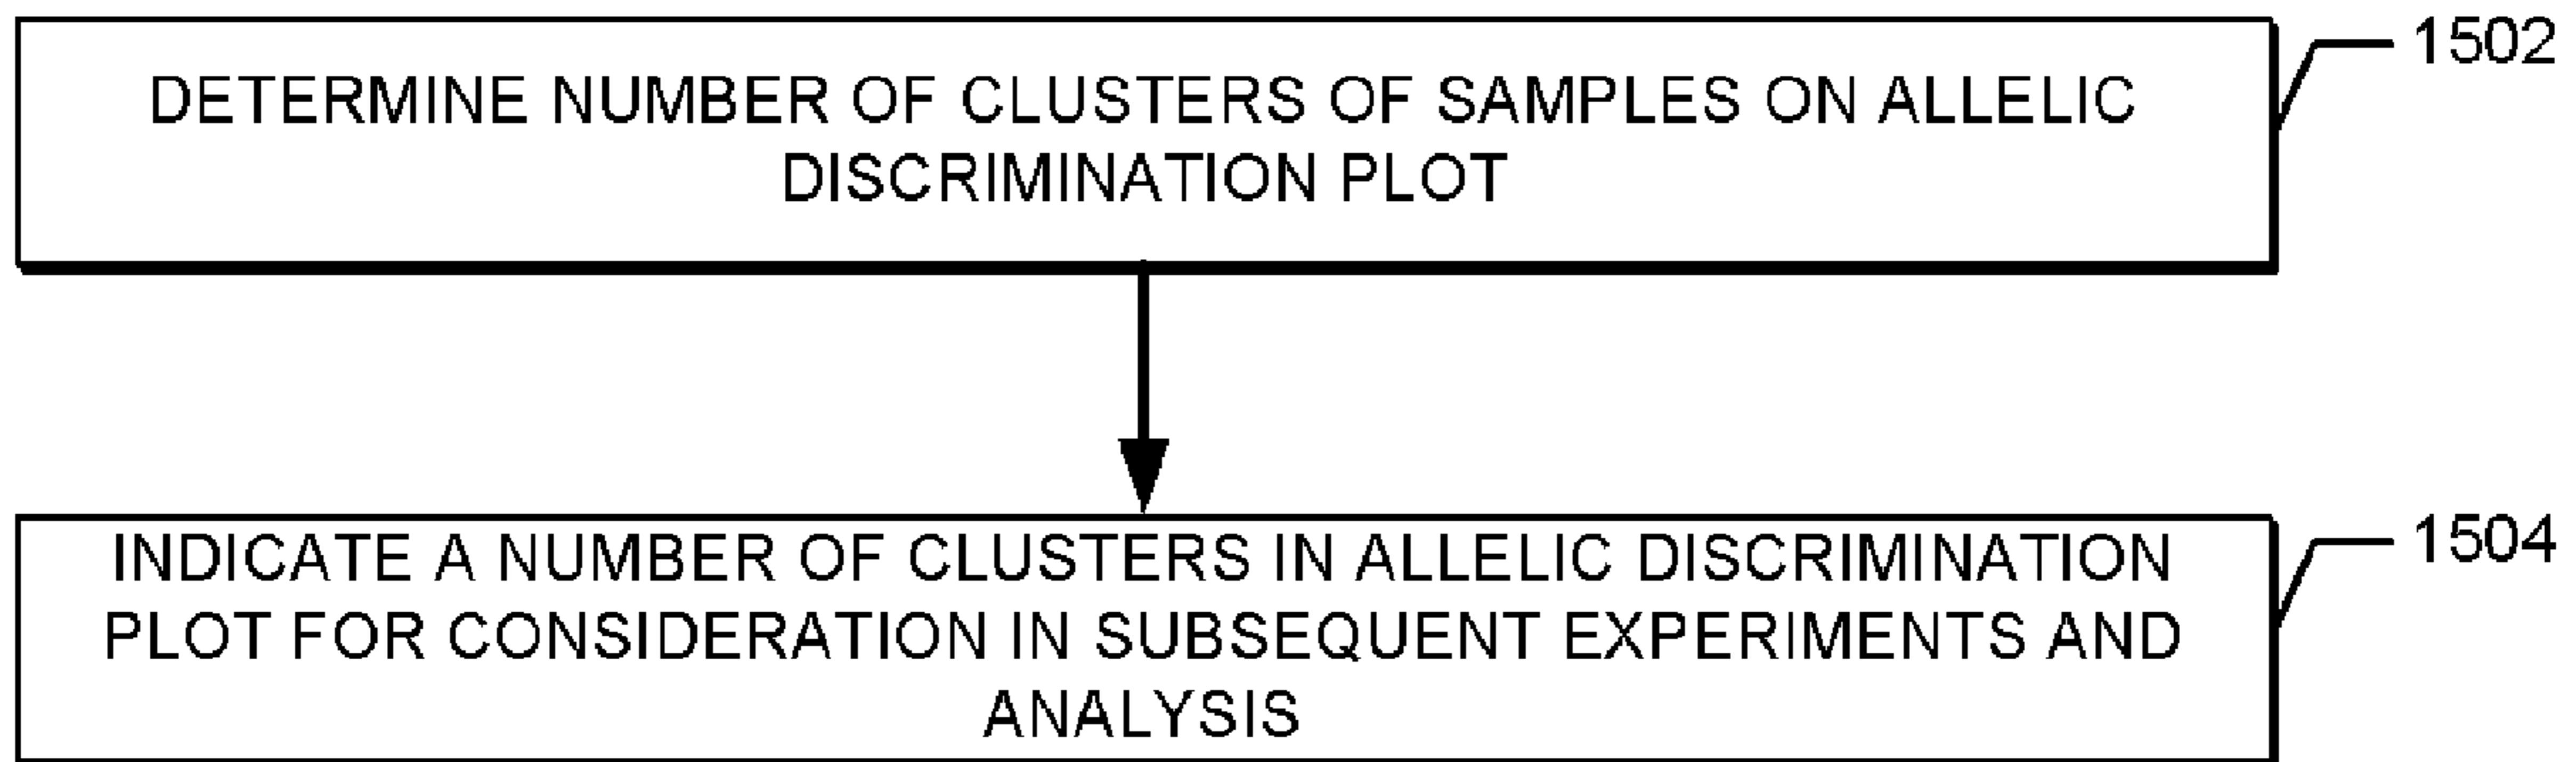 1502
DETERMINE NUMBER OF CLUSTERS OF SAMPLES ON ALLELIC
DISCRIMINATION PLOT
1504
INDICATE A NUMBER OF CLUSTERS IN ALLELIC DISCRIMINATION
PLOT FOR CONSIDERATION IN SUBSEQUENT EXPERIMENTS AND
ANALYSIS